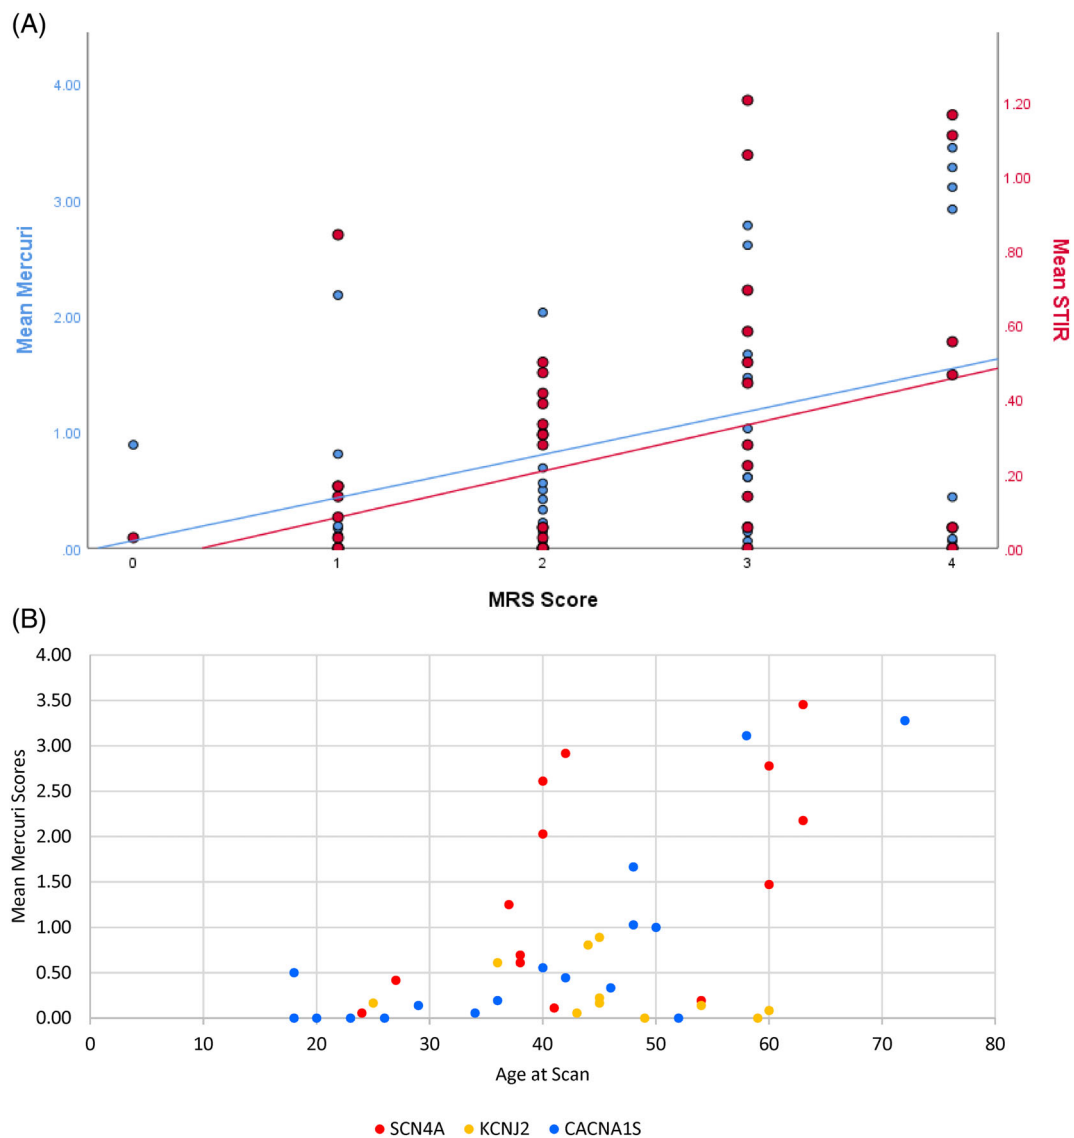 (A)
4.00
3.00
2.00
1.00
.00
Mean Mercuri
1.20
1.00
.80
.60
.40
.20
.00
Mean STIR
0 1 2 3 4
MRS Score
(B)
4.00
3.50
3.00
2.50
2.00
1.50
1.00
0.50
0.00
Mean Mercuri Scores
0 10 20 30 40 50 60 70 80
Age at Scan
SCN4A KCNJ2 CACNA1S